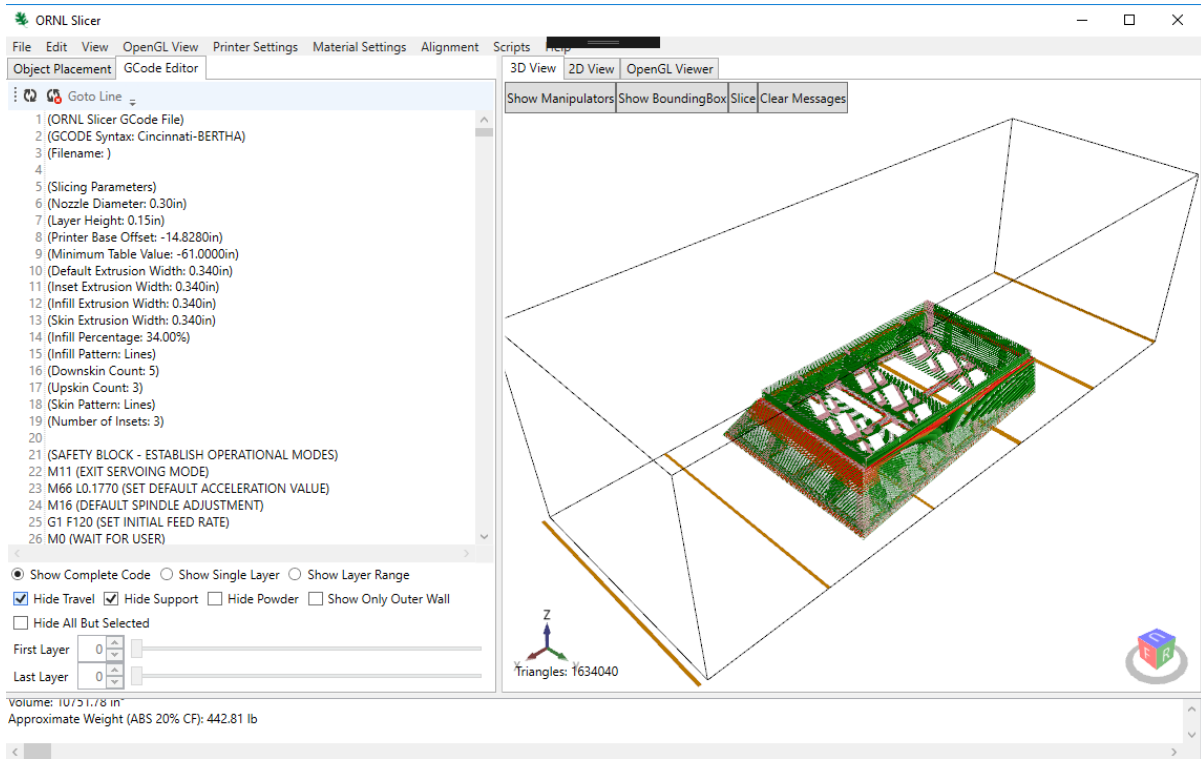 ORNL Slicer
File Edit View OpenGL View Printer Settings Material Settings Alignment Scripts Help
Object Placement GCode Editor
Goto Line
1 (ORNL Slicer GCode File)
2 (GCODE Syntax: Cincinnati-BERTHA)
3 (Filename: )
4
5 (Slicing Parameters)
6 (Nozzle Diameter: 0.30in)
7 (Layer Height: 0.15in)
8 (Printer Base Offset: -14.8280in)
9 (Minimum Table Value: -61.0000in)
10 (Default Extrusion Width: 0.340in)
11 (Inset Extrusion Width: 0.340in)
12 (Infill Extrusion Width: 0.340in)
13 (Skin Extrusion Width: 0.340in)
14 (Infill Percentage: 34.00%)
15 (Infill Pattern: Lines)
16 (Downskin Count: 5)
17 (Upskin Count: 3)
18 (Skin Pattern: Lines)
19 (Number of Insets: 3)
20
21 (SAFETY BLOCK - ESTABLISH OPERATIONAL MODES)
22 M11 (EXIT SERVOING MODE)
23 M66 L0.1770 (SET DEFAULT ACCELERATION VALUE)
24 M16 (DEFAULT SPINDLE ADJUSTMENT)
25 G1 F120 (SET INITIAL FEED RATE)
26 M0 (WAIT FOR USER)
Show Complete Code Show Single Layer Show Layer Range
Hide Travel Hide Support Hide Powder Show Only Outer Wall
Hide All But Selected
First Layer 0
Last Layer 0
3D View 2D View OpenGL Viewer
Show Manipulators Show BoundingBox Slice Clear Messages
Z
X
Triangles: 1634040
F R
Volume: 10751.78 in³
Approximate Weight (ABS 20% CF): 442.81 lb